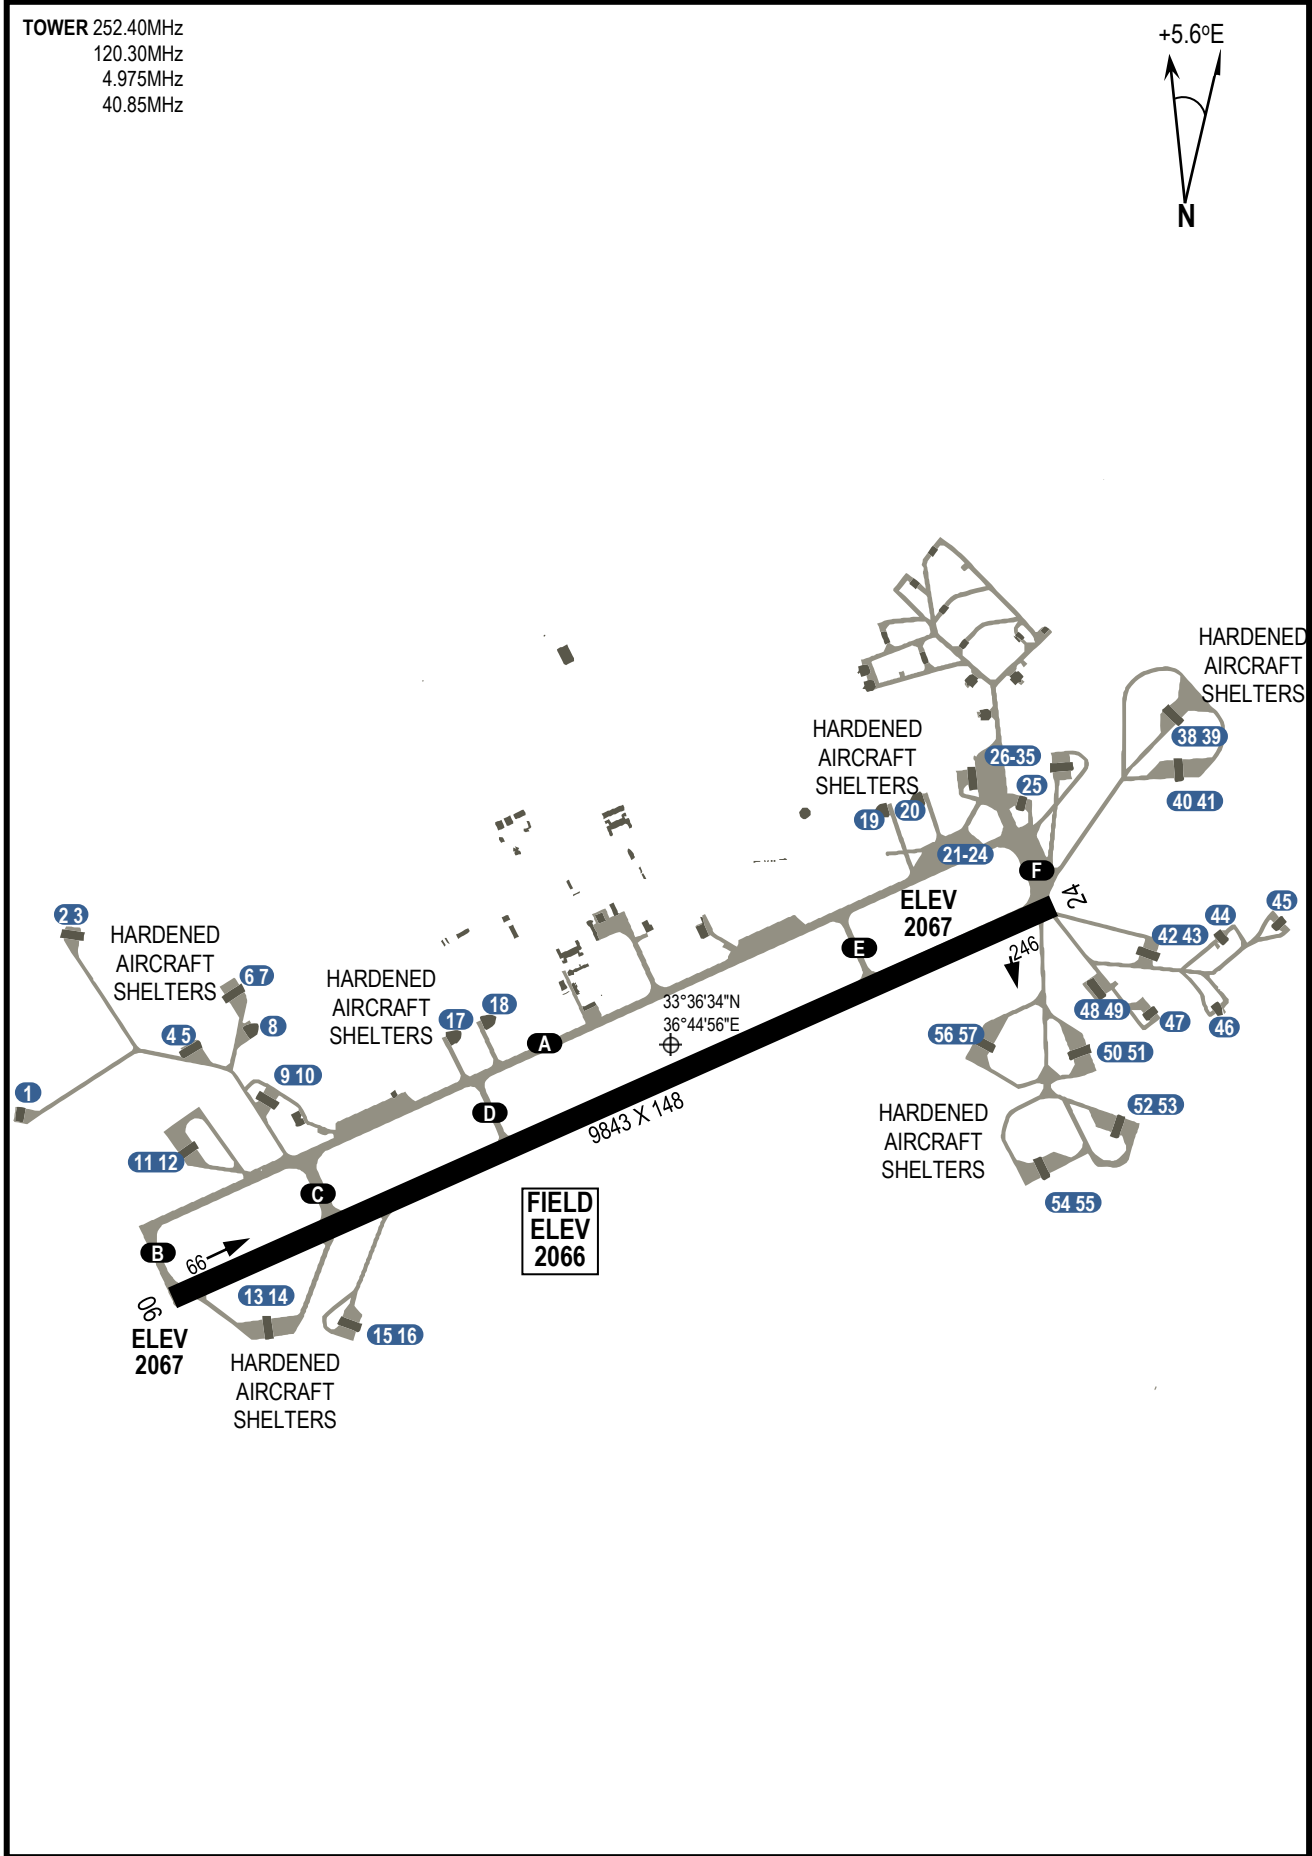 TOWER 252.40MHz
120.30MHz
4.975MHz
40.85MHz
+5.6ºE
N
HARDENED
AIRCRAFT
SHELTERS
38 39
40 41
HARDENED
AIRCRAFT
SHELTERS
26-35
25
19
20
21-24
F
24
ELEV
2067
E
246
45
44
42 43
48 49
47
46
56 57
50 51
52 53
54 55
HARDENED
AIRCRAFT
SHELTERS
2 3
HARDENED
AIRCRAFT
SHELTERS
6 7
8
4 5
9 10
1
11 12
HARDENED
AIRCRAFT
SHELTERS
17
18
A
D
33°36'34"N
36°44'56"E
9843 X 148
C
B
66
06
ELEV
2067
13 14
15 16
HARDENED
AIRCRAFT
SHELTERS
FIELD
ELEV
2066